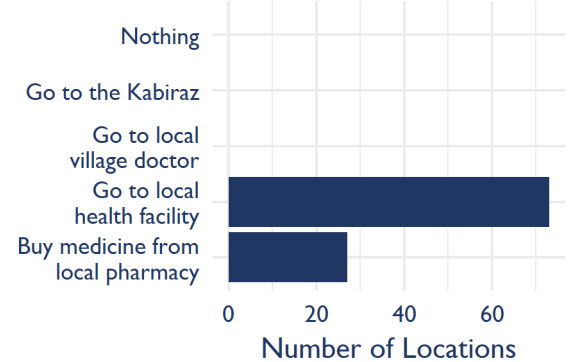 Nothing
Go to the Kabiraz
Go to local
village doctor
Go to local
health facility
Buy medicine from
local pharmacy
0 20 40 60
Number of Locations